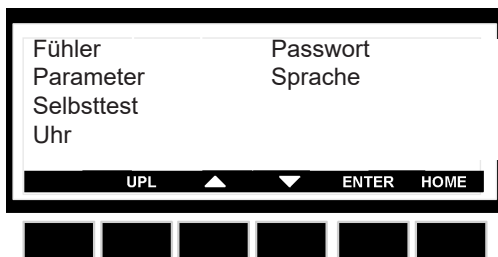 Fühler Passwort
Parameter Sprache
Selbsttest
Uhr
UPL ENTER HOME